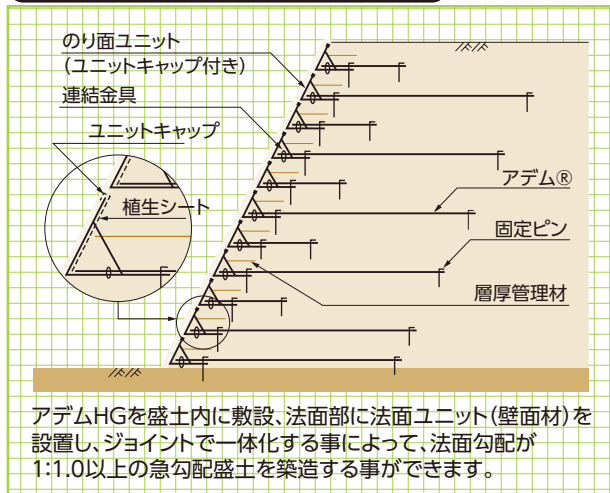 のり面ユニット
（ユニットキャップ付き）
連結金具
ユニットキャップ
植生シート
アデム®
固定ピン
層厚管理材
アデムHGを盛土内に敷設、法面部に法面ユニット（壁面材）を
設置し、ジョイントで一体化する事によって、法面勾配が
1:1.0以上の急勾配盛土を築造する事ができます。